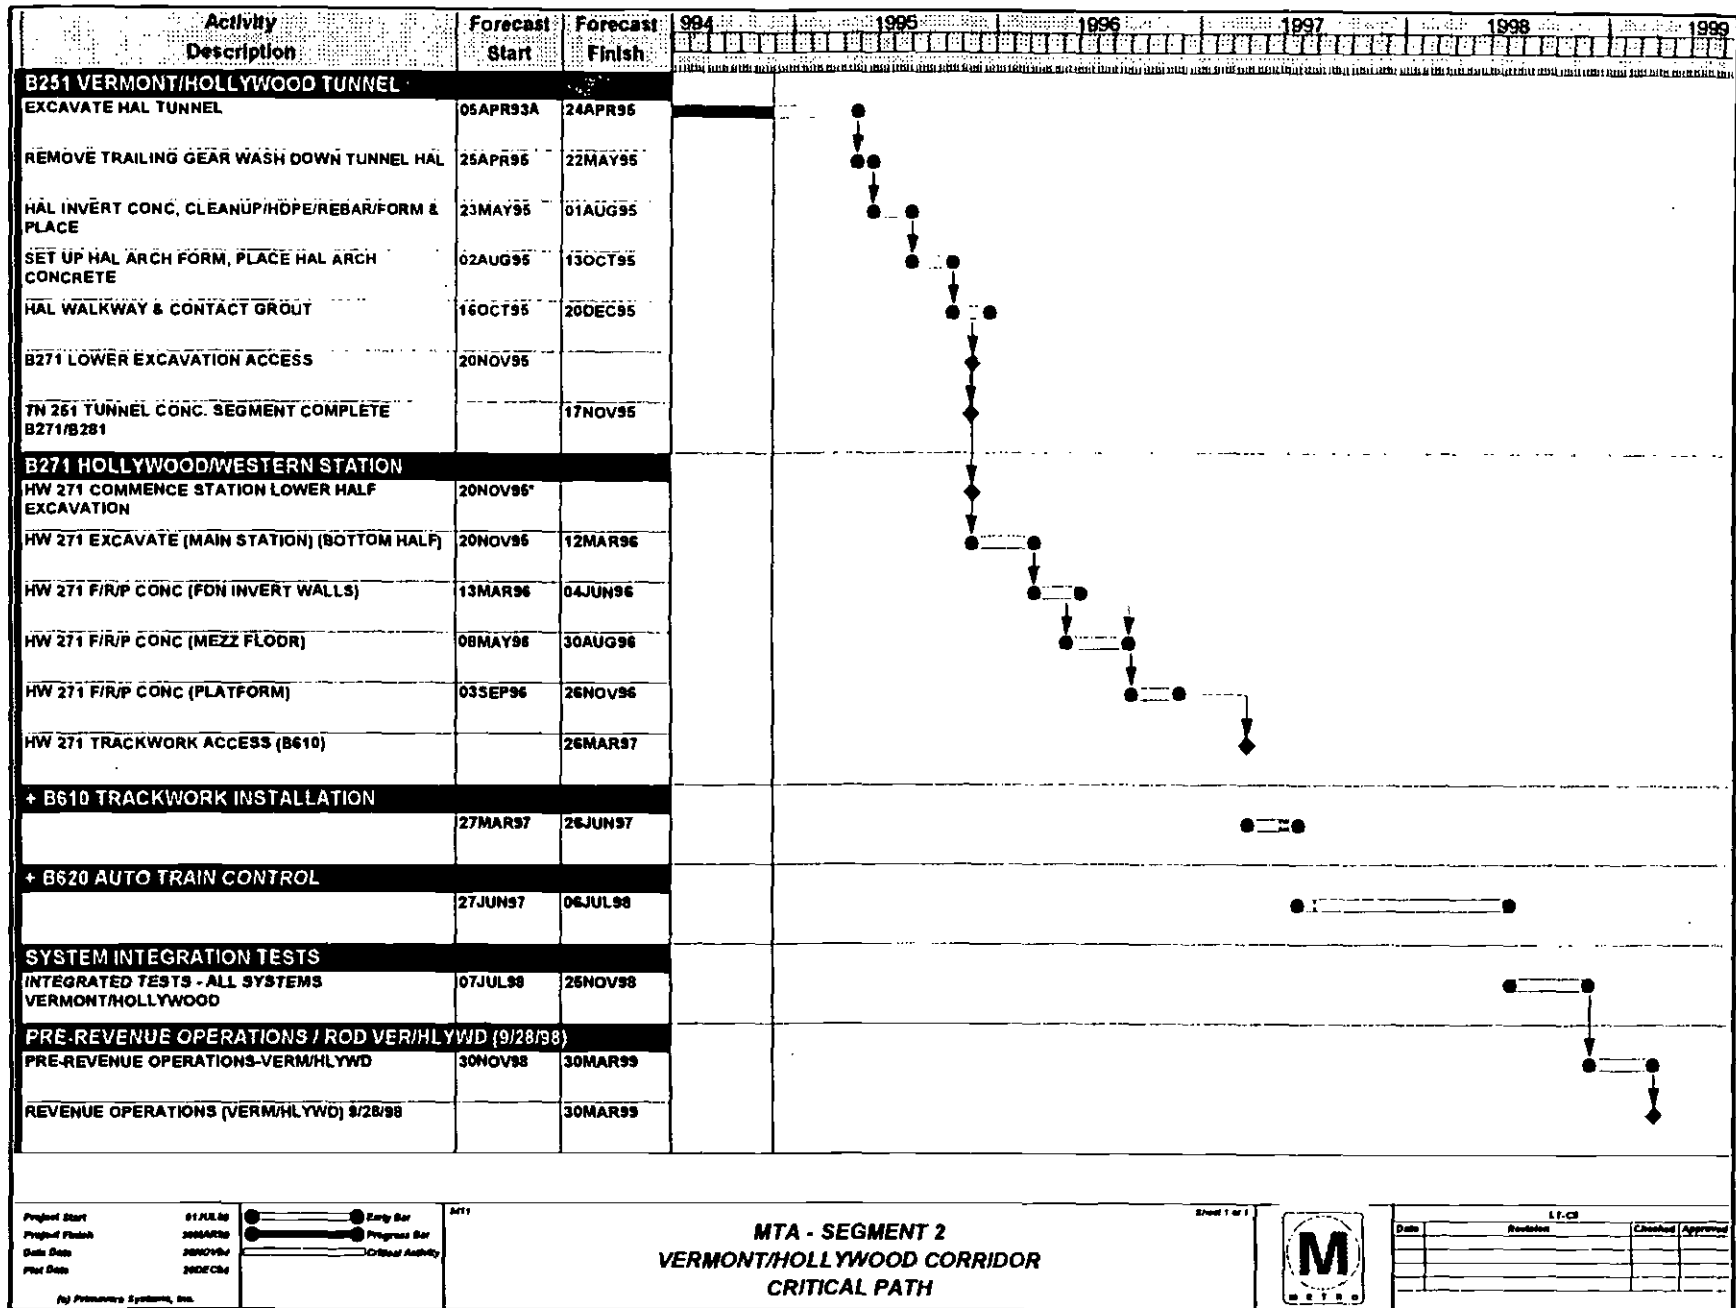 Activity Description Forecast Start Forecast Finish 994 1995 1996 1997 1998 1999
B251 VERMONT/HOLLYWOOD TUNNEL
EXCAVATE HAL TUNNEL 05APR93A 24APR95
REMOVE TRAILING GEAR WASH DOWN TUNNEL HAL 25APR95 22MAY95
HAL INVERT CONC, CLEANUP/HDPE/REBAR/FORM & 23MAY95 01AUG95
PLACE
SET UP HAL ARCH FORM, PLACE HAL ARCH 02AUG95 13OCT95
CONCRETE
HAL WALKWAY & CONTACT GROUT 16OCT95 20DEC95
B271 LOWER EXCAVATION ACCESS 20NOV95
TN 251 TUNNEL CONC. SEGMENT COMPLETE 17NOV95
B271/B281
B271 HOLLYWOOD/WESTERN STATION
HW 271 COMMENCE STATION LOWER HALF 20NOV95*
EXCAVATION
HW 271 EXCAVATE (MAIN STATION) (BOTTOM HALF) 20NOV95 12MAR96
HW 271 F/R/P CONC (FDN INVERT WALLS) 13MAR96 04JUN96
HW 271 F/R/P CONC (MEZZ FLOOR) 08MAY96 30AUG96
HW 271 F/R/P CONC (PLATFORM) 03SEP96 26NOV96
HW 271 TRACKWORK ACCESS (B610) 26MAR97
+ B610 TRACKWORK INSTALLATION
27MAR97 26JUN97
+ B620 AUTO TRAIN CONTROL
27JUN97 06JUL98
SYSTEM INTEGRATION TESTS
INTEGRATED TESTS - ALL SYSTEMS 07JUL98 25NOV98
VERMONT/HOLLYWOOD
PRE-REVENUE OPERATIONS / ROD VER/HLYWD (9/28/98)
PRE-REVENUE OPERATIONS-VERM/HLYWD 30NOV98 30MAR99
REVENUE OPERATIONS (VERM/HLYWD) 9/28/98 30MAR99
Project Start
Project Finish
Data Date
Plot Date 20DEC94
(c) Primavera Systems, Inc.
Early Bar
Progress Bar
Critical Activity
MT1
Sheet 1 of 1
MTA - SEGMENT 2
VERMONT/HOLLYWOOD CORRIDOR
CRITICAL PATH
M
METRO
Date Revision Checked Approved